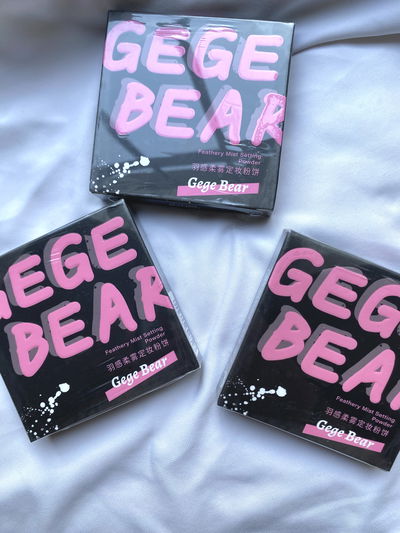 GEGE
BEAR
Feathery Mist Setting
Powder
羽感柔雾定妆粉饼
Gege Bear
GEGE
BEAR
Feathery Mist Setting
Powder
羽感柔雾定妆粉饼
Gege Bear
GEGE
BEAR
Feathery Mist Setting
Powder
羽感柔雾定妆粉饼
Gege Bear